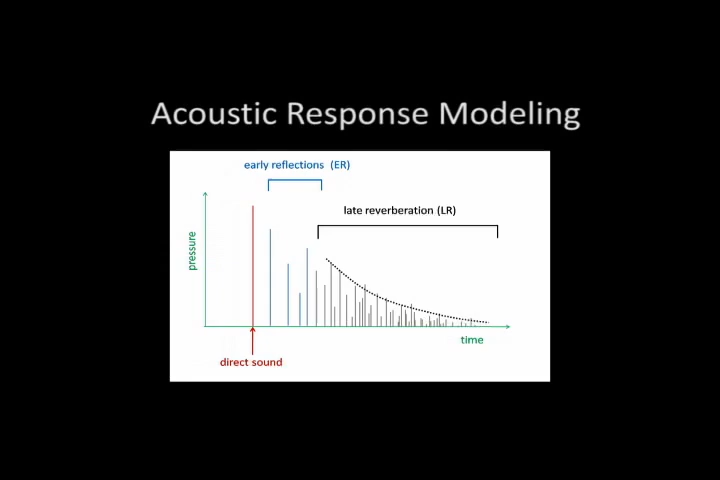 Acoustic Response Modeling
early reflections (ER)
late reverberation (LR)
pressure
time
direct sound